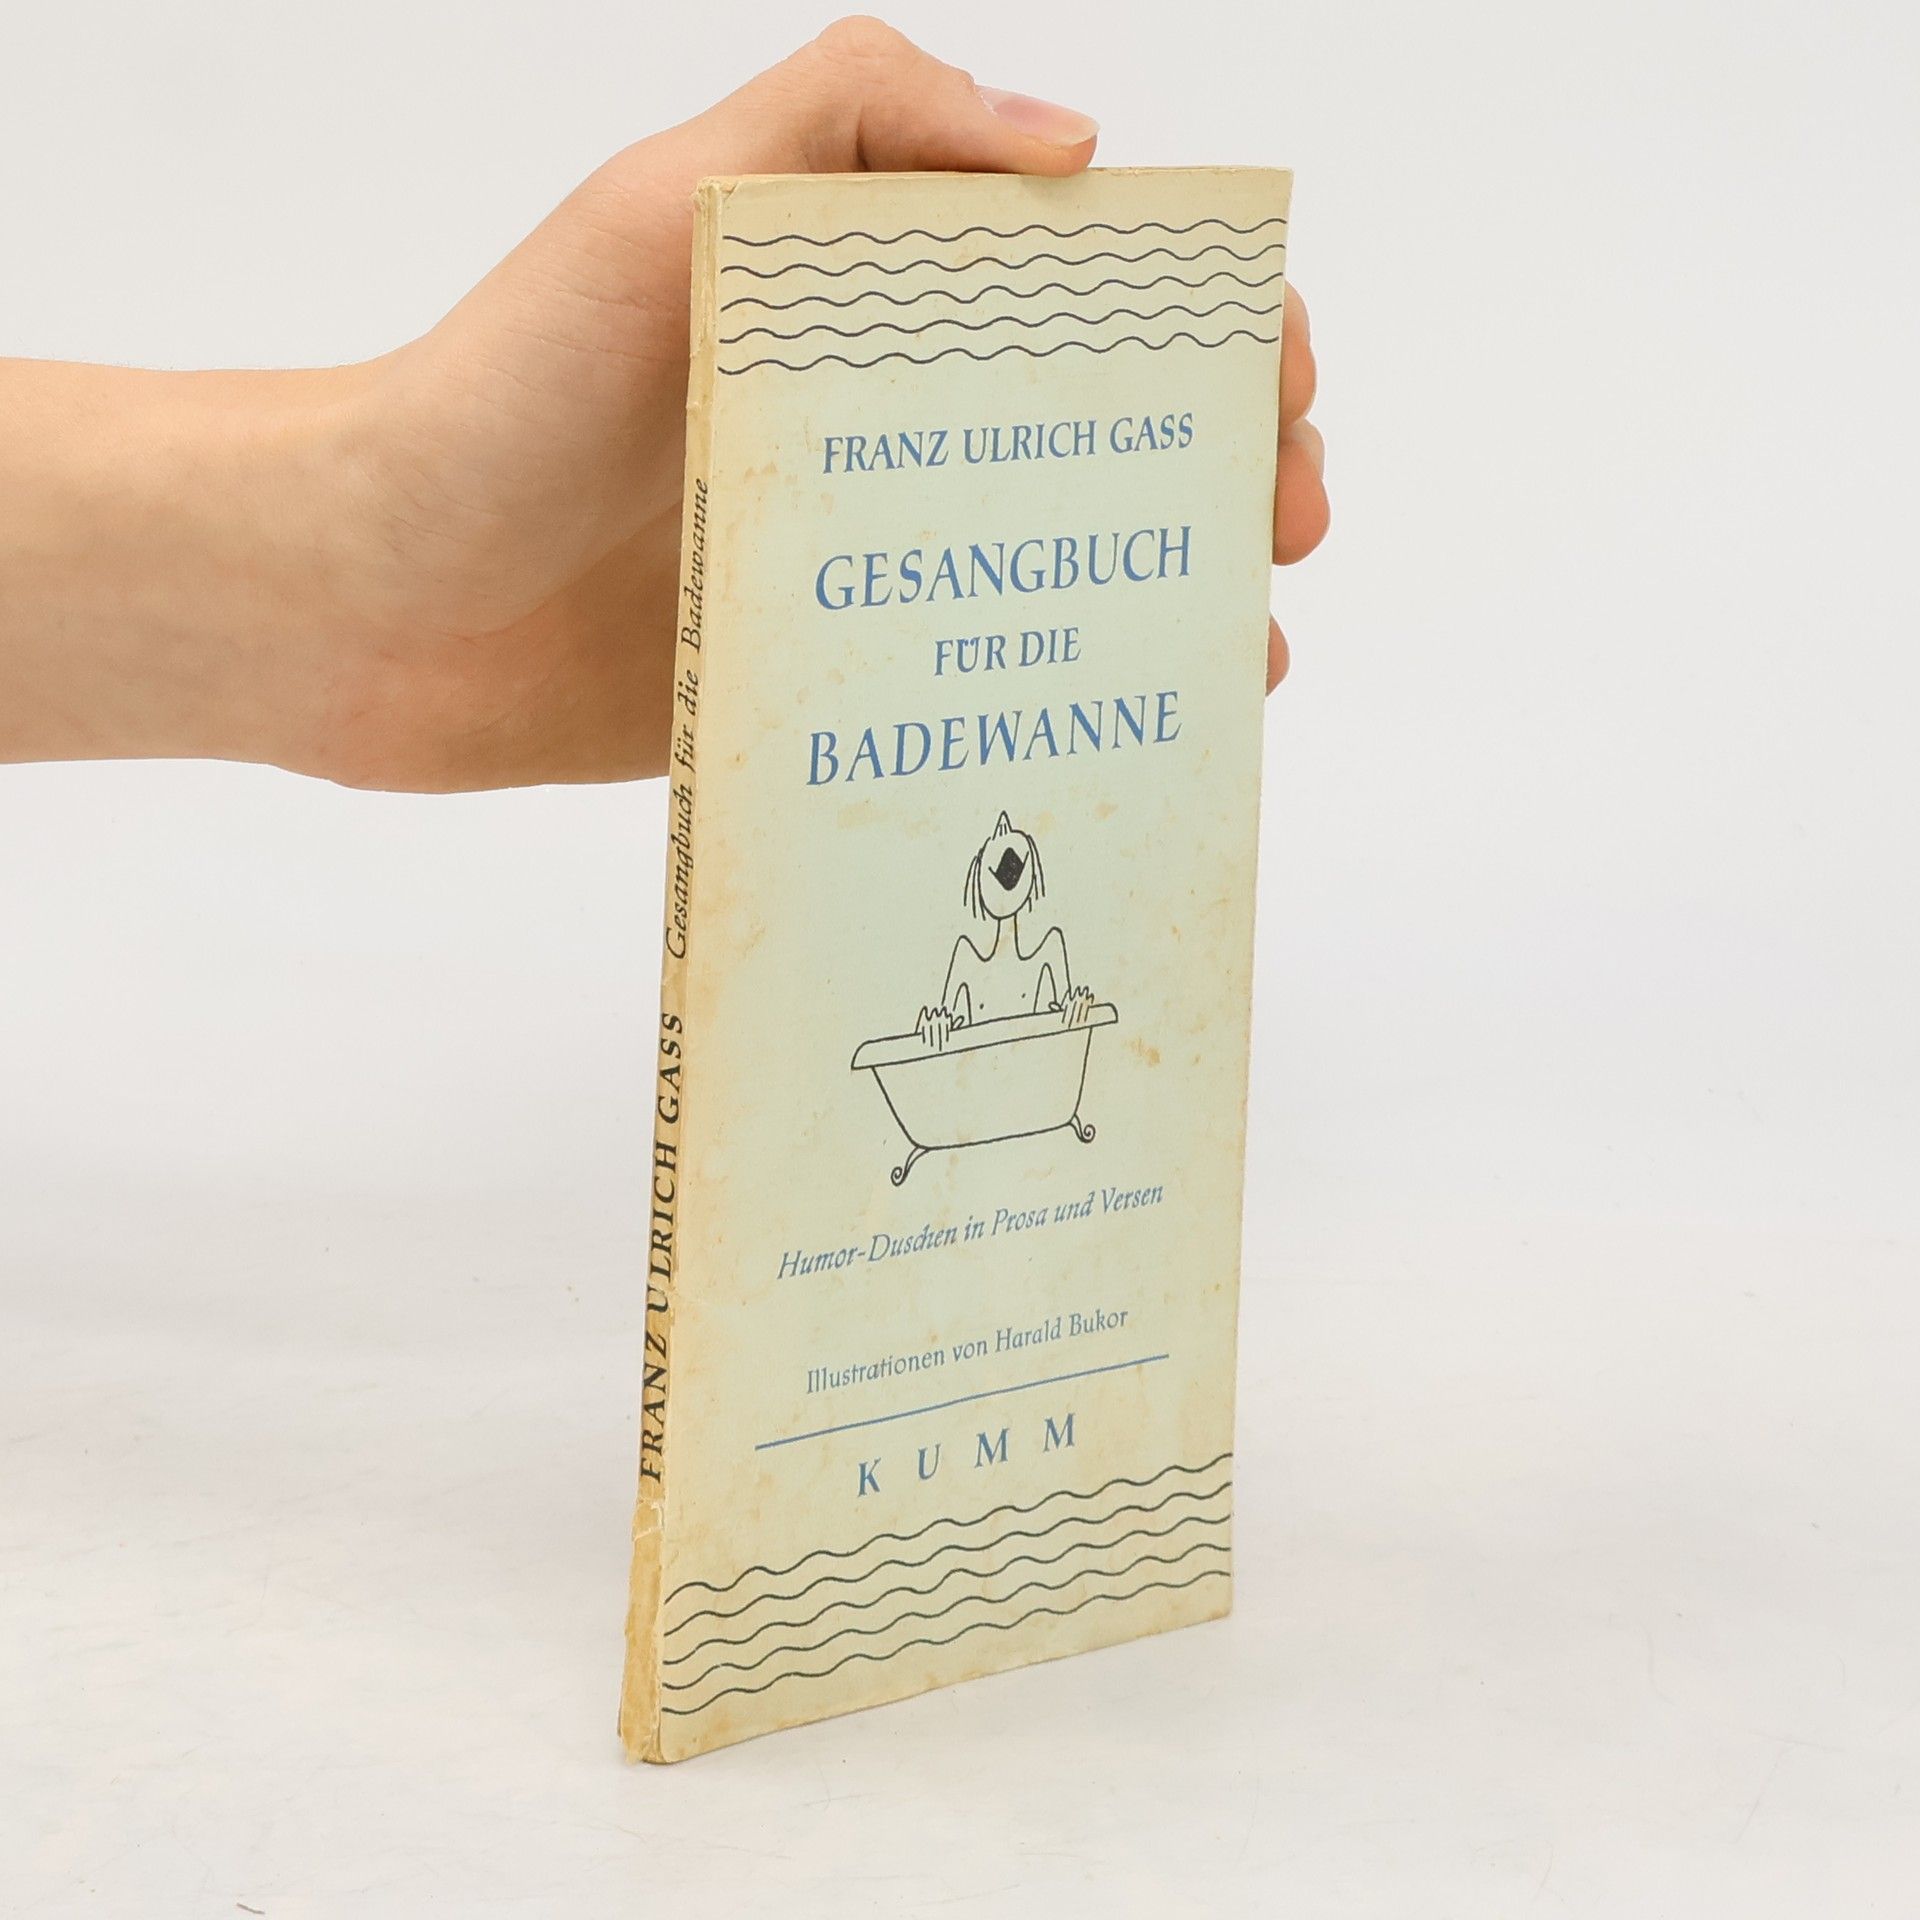 FRANZ ULRICH GASS
GESANGBUCH
FÜR DIE
BADEWANNE
Humor-Duschen in Prosa und Versen
Illustrationen von Harald Bukor
KUMM
FRANZ ULRICH GASS Gesangbuch für die Badewanne